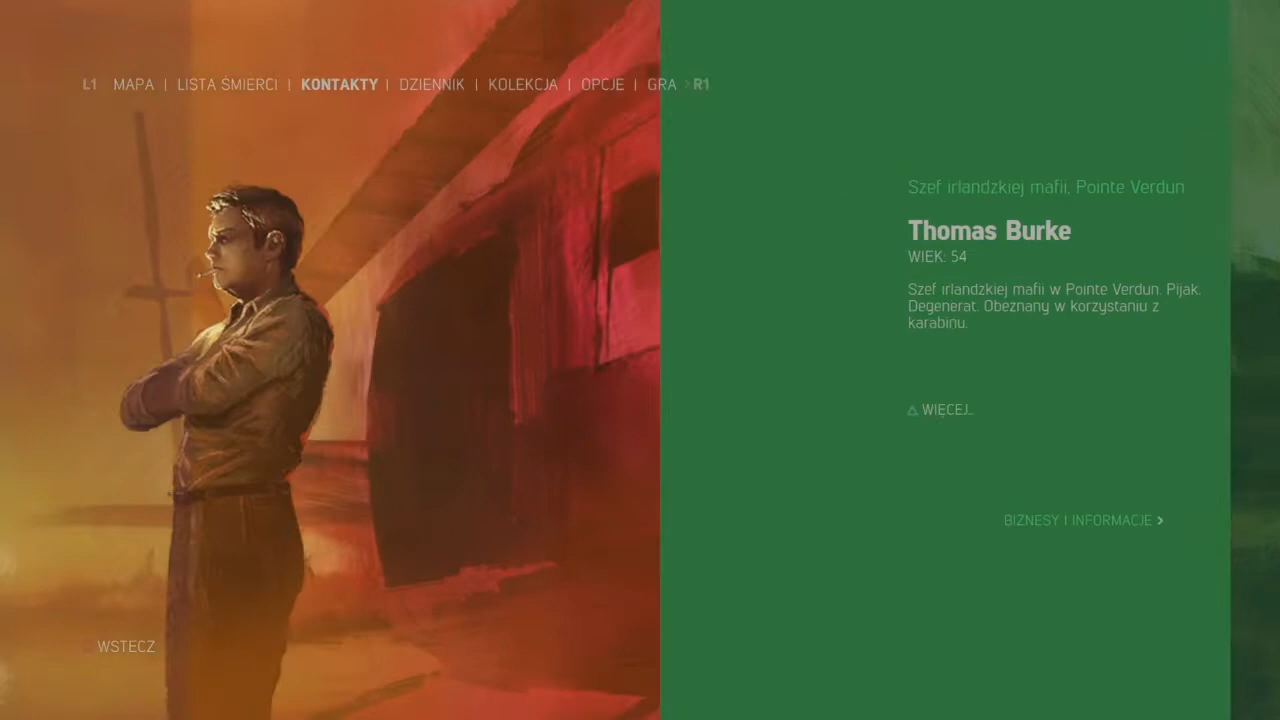 L1 MAPA | LISTA ŚMIERCI | KONTAKTY | DZIENNIK | KOLEKCJA | OPCJE | GRA > R1
Szef irlandzkiej mafii, Pointe Verdun
Thomas Burke
WIEK: 54
Szef irlandzkiej mafii w Pointe Verdun. Pijak.
Degenerat. Obeznany w korzystaniu z
karabinu.
WIĘCEJ...
BIZNESY I INFORMACJE >
WSTECZ